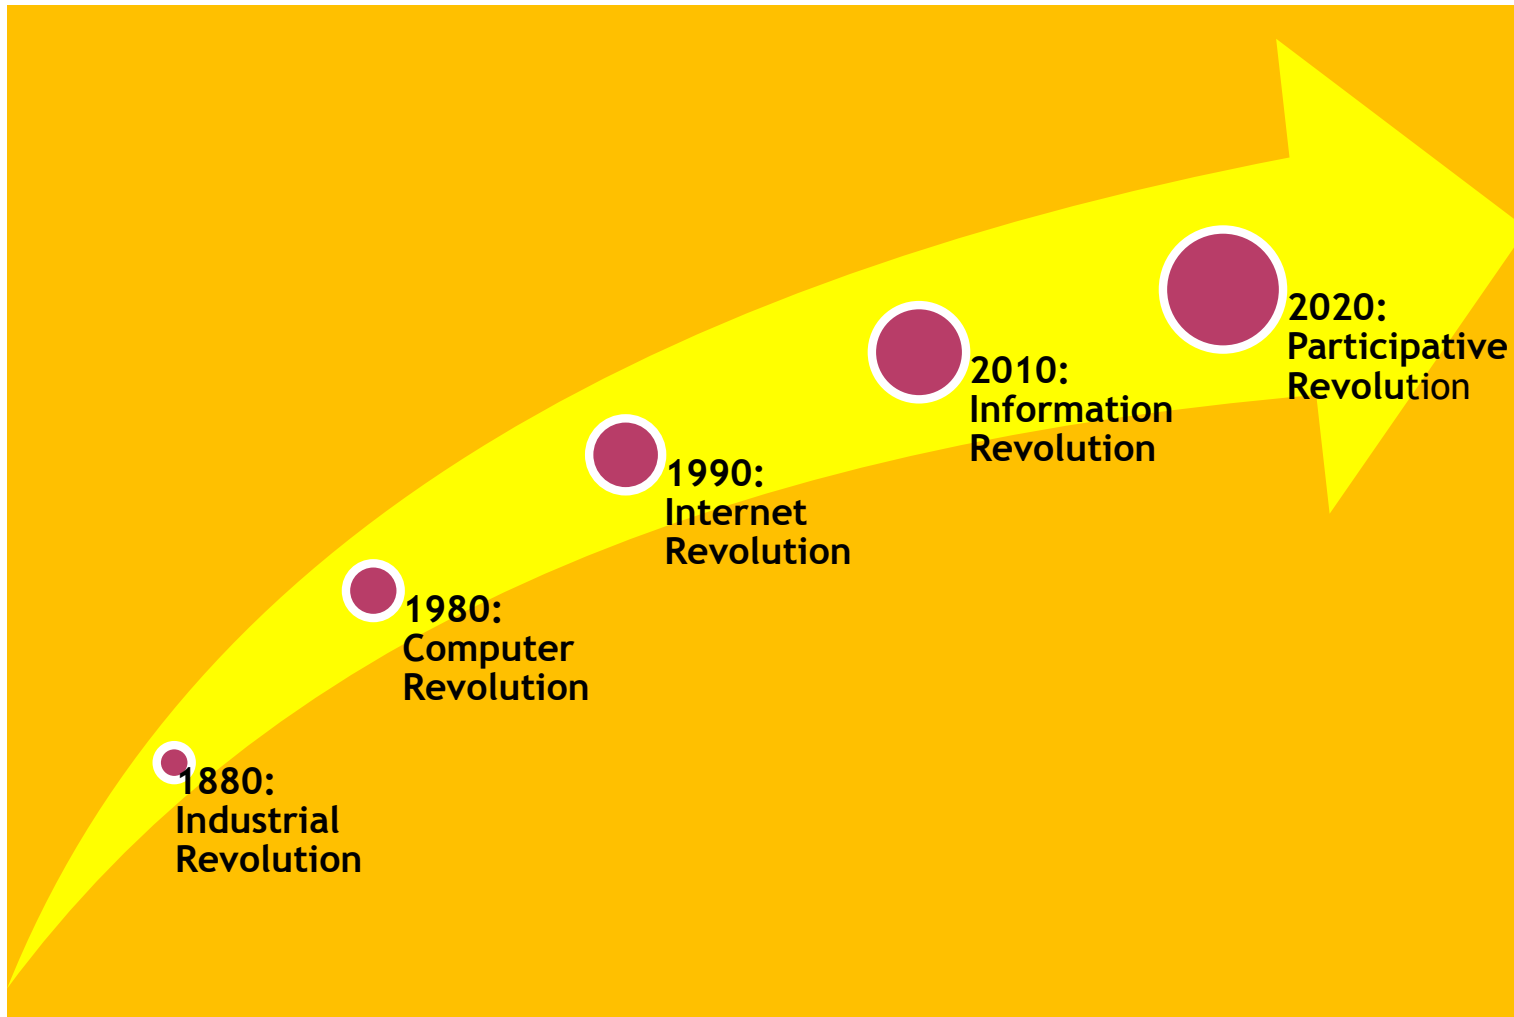 1880:
Industrial
Revolution
1980:
Computer
Revolution
1990:
Internet
Revolution
2010:
Information
Revolution
2020:
Participative
Revolution